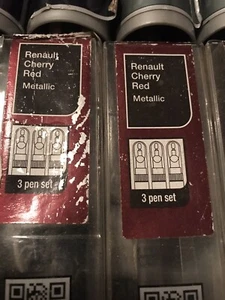 Renault
Cherry
Red
Metallic
3 pen set
Renault
Cherry
Red
Metallic
3 pen set